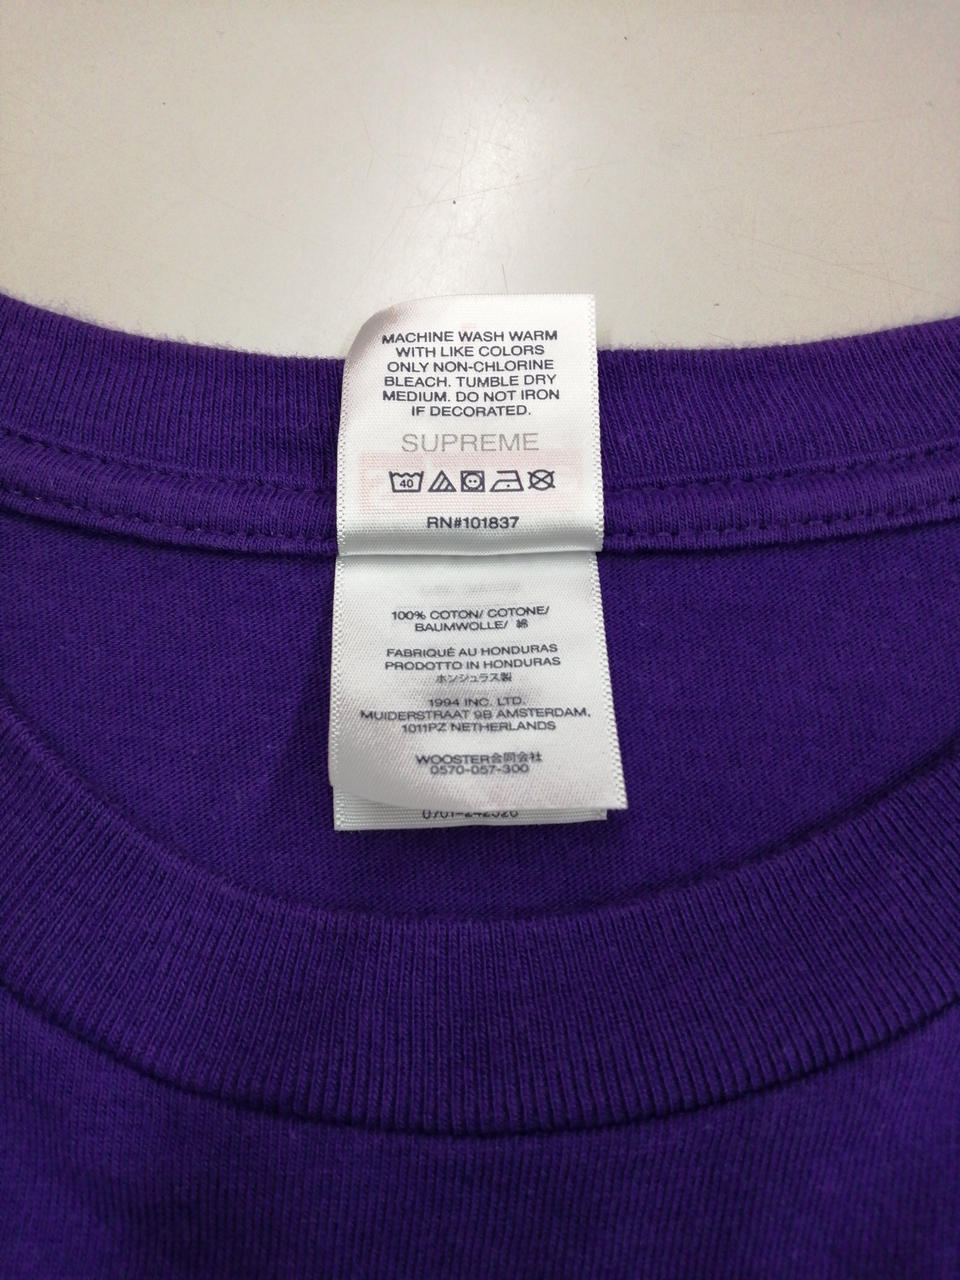 MACHINE WASH WARM
WITH LIKE COLORS
ONLY NON-CHLORINE
BLEACH. TUMBLE DRY
MEDIUM. DO NOT IRON
IF DECORATED.
SUPREME
40
RN#101837
100% COTON/ COTONE/
BAUMWOLLE/ 綿
FABRIQUÉ AU HONDURAS
PRODOTTO IN HONDURAS
ホンジュラス製
1994 INC. LTD.
MUIDERSTRAAT 9B AMSTERDAM,
1011PZ NETHERLANDS
WOOSTER合同会社
0570-057-300